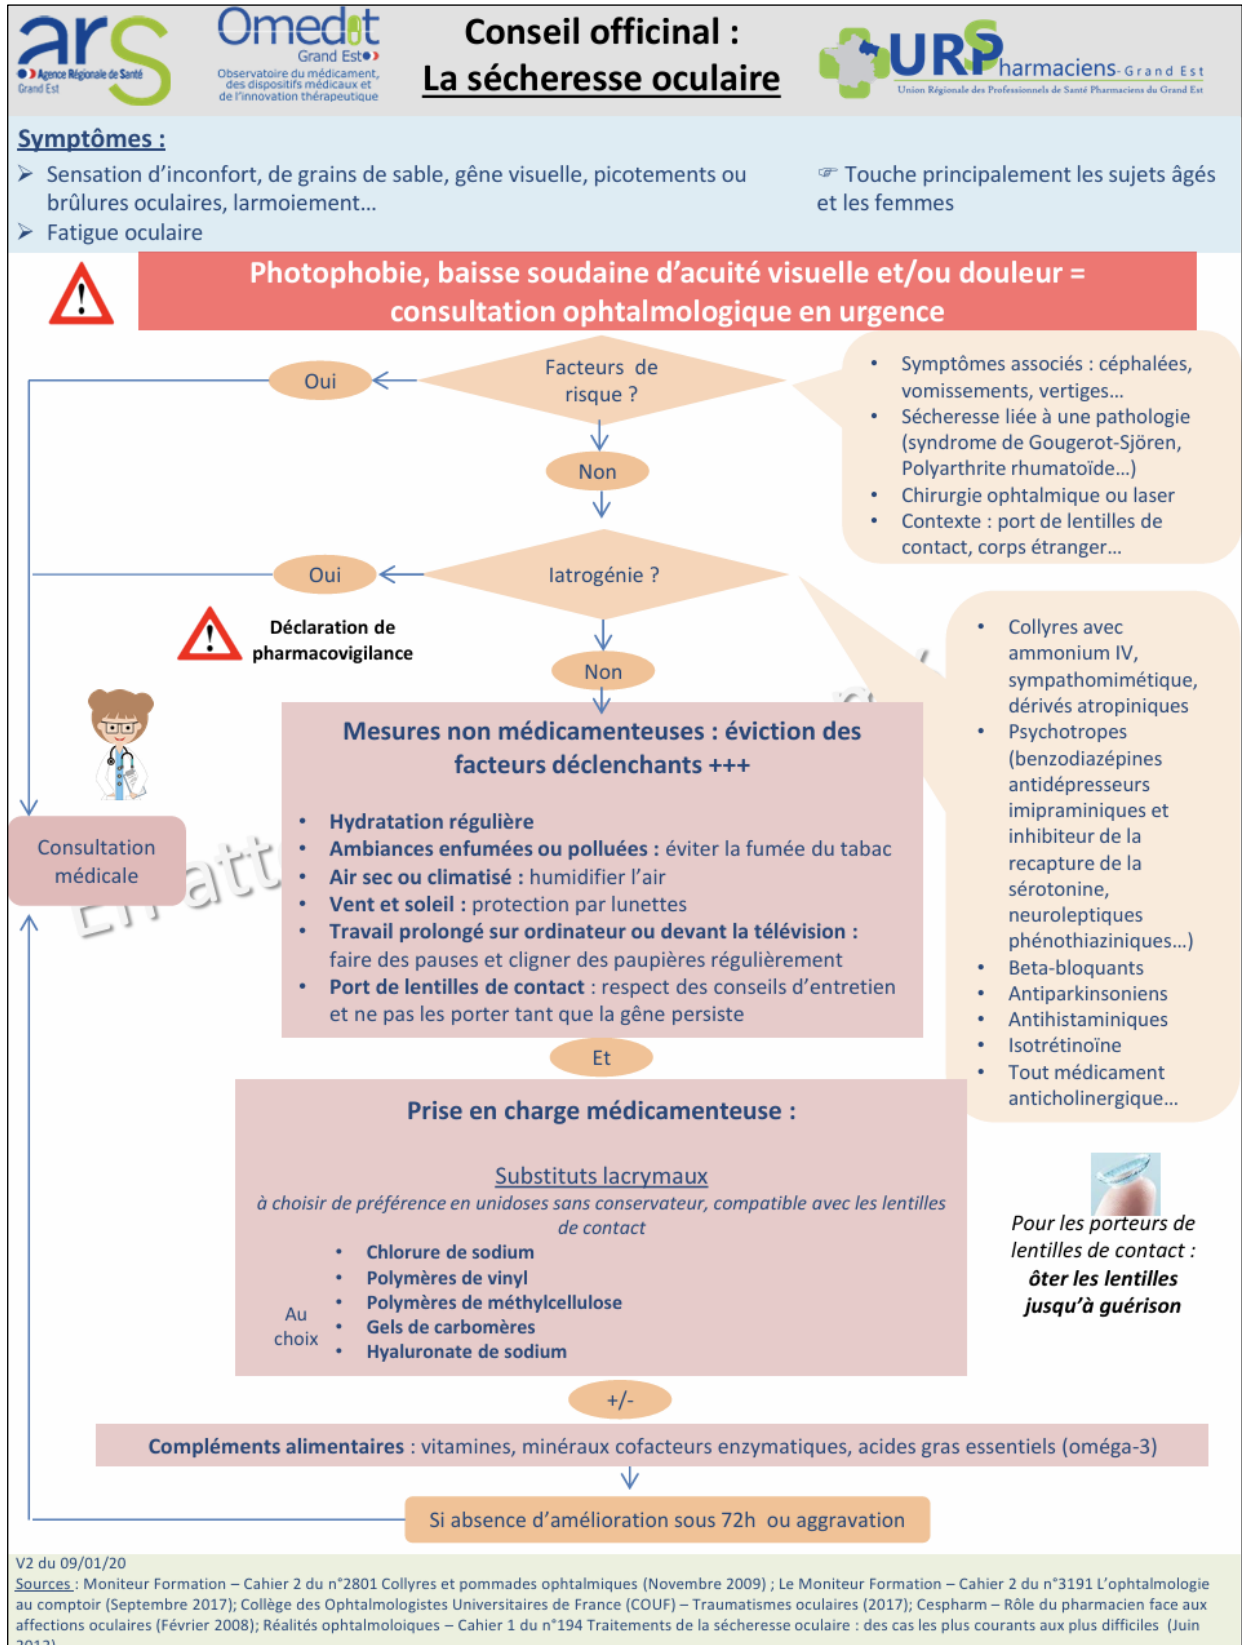 ars
Agence Régionale de Santé
Grand Est
Omedit
Grand Est
Observatoire du médicament,
des dispositifs médicaux et
de l'innovation thérapeutique
Conseil officinal :
La sécheresse oculaire
URPS
Pharmaciens-Grand Est
Union Régionale des Professionnels de Santé Pharmaciens du Grand Est
Symptômes :
➢ Sensation d'inconfort, de grains de sable, gêne visuelle, picotements ou
brûlures oculaires, larmoiement...
➢ Fatigue oculaire
☞ Touche principalement les sujets âgés
et les femmes
Photophobie, baisse soudaine d'acuité visuelle et/ou douleur =
consultation ophtalmologique en urgence
Facteurs de
risque ?
Oui
Non
• Symptômes associés : céphalées,
vomissements, vertiges...
• Sécheresse liée à une pathologie
(syndrome de Gougerot-Sjören,
Polyarthrite rhumatoïde...)
• Chirurgie ophtalmique ou laser
• Contexte : port de lentilles de
contact, corps étranger...
Iatrogénie ?
Oui
Déclaration de
pharmacovigilance
Non
• Collyres avec
ammonium IV,
sympathomimétique,
dérivés atropiniques
• Psychotropes
(benzodiazépines
antidépresseurs
imipraminiques et
inhibiteur de la
recapture de la
sérotonine,
neuroleptiques
phénothiaziniques...)
• Beta-bloquants
• Antiparkinsoniens
• Antihistaminiques
• Isotrétinoïne
• Tout médicament
anticholinergique...
Consultation
médicale
En att
Mesures non médicamenteuses : éviction des
facteurs déclenchants +++
• Hydratation régulière
• Ambiances enfumées ou polluées : éviter la fumée du tabac
• Air sec ou climatisé : humidifier l'air
• Vent et soleil : protection par lunettes
• Travail prolongé sur ordinateur ou devant la télévision :
faire des pauses et cligner des paupières régulièrement
• Port de lentilles de contact : respect des conseils d'entretien
et ne pas les porter tant que la gêne persiste
Et
Prise en charge médicamenteuse :
Substituts lacrymaux
à choisir de préférence en unidoses sans conservateur, compatible avec les lentilles
de contact
Au
choix
• Chlorure de sodium
• Polymères de vinyl
• Polymères de méthylcellulose
• Gels de carbomères
• Hyaluronate de sodium
Pour les porteurs de
lentilles de contact :
ôter les lentilles
jusqu'à guérison
+/-
Compléments alimentaires : vitamines, minéraux cofacteurs enzymatiques, acides gras essentiels (oméga-3)
Si absence d'amélioration sous 72h ou aggravation
V2 du 09/01/20
Sources : Moniteur Formation – Cahier 2 du n°2801 Collyres et pommades ophtalmiques (Novembre 2009) ; Le Moniteur Formation – Cahier 2 du n°3191 L'ophtalmologie
au comptoir (Septembre 2017); Collège des Ophtalmologistes Universitaires de France (COUF) – Traumatismes oculaires (2017); Cespharm – Rôle du pharmacien face aux
affections oculaires (Février 2008); Réalités ophtalmoloiques – Cahier 1 du n°194 Traitements de la sécheresse oculaire : des cas les plus courants aux plus difficiles (Juin
2012)